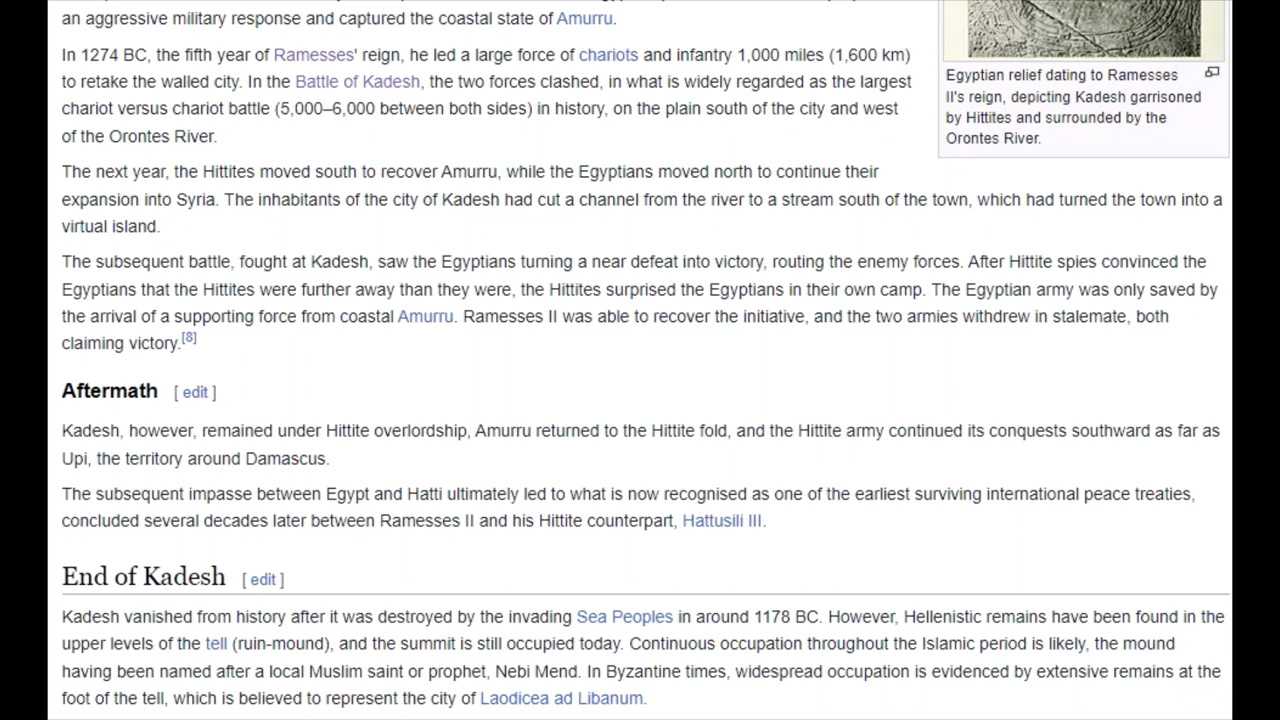 an aggressive military response and captured the coastal state of Amurru.
In 1274 BC, the fifth year of Ramesses' reign, he led a large force of chariots and infantry 1,000 miles (1,600 km)
to retake the walled city. In the Battle of Kadesh, the two forces clashed, in what is widely regarded as the largest
chariot versus chariot battle (5,000–6,000 between both sides) in history, on the plain south of the city and west
of the Orontes River.
Egyptian relief dating to Ramesses
II's reign, depicting Kadesh garrisoned
by Hittites and surrounded by the
Orontes River.
The next year, the Hittites moved south to recover Amurru, while the Egyptians moved north to continue their
expansion into Syria. The inhabitants of the city of Kadesh had cut a channel from the river to a stream south of the town, which had turned the town into a
virtual island.
The subsequent battle, fought at Kadesh, saw the Egyptians turning a near defeat into victory, routing the enemy forces. After Hittite spies convinced the
Egyptians that the Hittites were further away than they were, the Hittites surprised the Egyptians in their own camp. The Egyptian army was only saved by
the arrival of a supporting force from coastal Amurru. Ramesses II was able to recover the initiative, and the two armies withdrew in stalemate, both
claiming victory.[8]
Aftermath [ edit ]
Kadesh, however, remained under Hittite overlordship, Amurru returned to the Hittite fold, and the Hittite army continued its conquests southward as far as
Upi, the territory around Damascus.
The subsequent impasse between Egypt and Hatti ultimately led to what is now recognised as one of the earliest surviving international peace treaties,
concluded several decades later between Ramesses II and his Hittite counterpart, Hattusili III.
End of Kadesh [ edit ]
Kadesh vanished from history after it was destroyed by the invading Sea Peoples in around 1178 BC. However, Hellenistic remains have been found in the
upper levels of the tell (ruin-mound), and the summit is still occupied today. Continuous occupation throughout the Islamic period is likely, the mound
having been named after a local Muslim saint or prophet, Nebi Mend. In Byzantine times, widespread occupation is evidenced by extensive remains at the
foot of the tell, which is believed to represent the city of Laodicea ad Libanum.